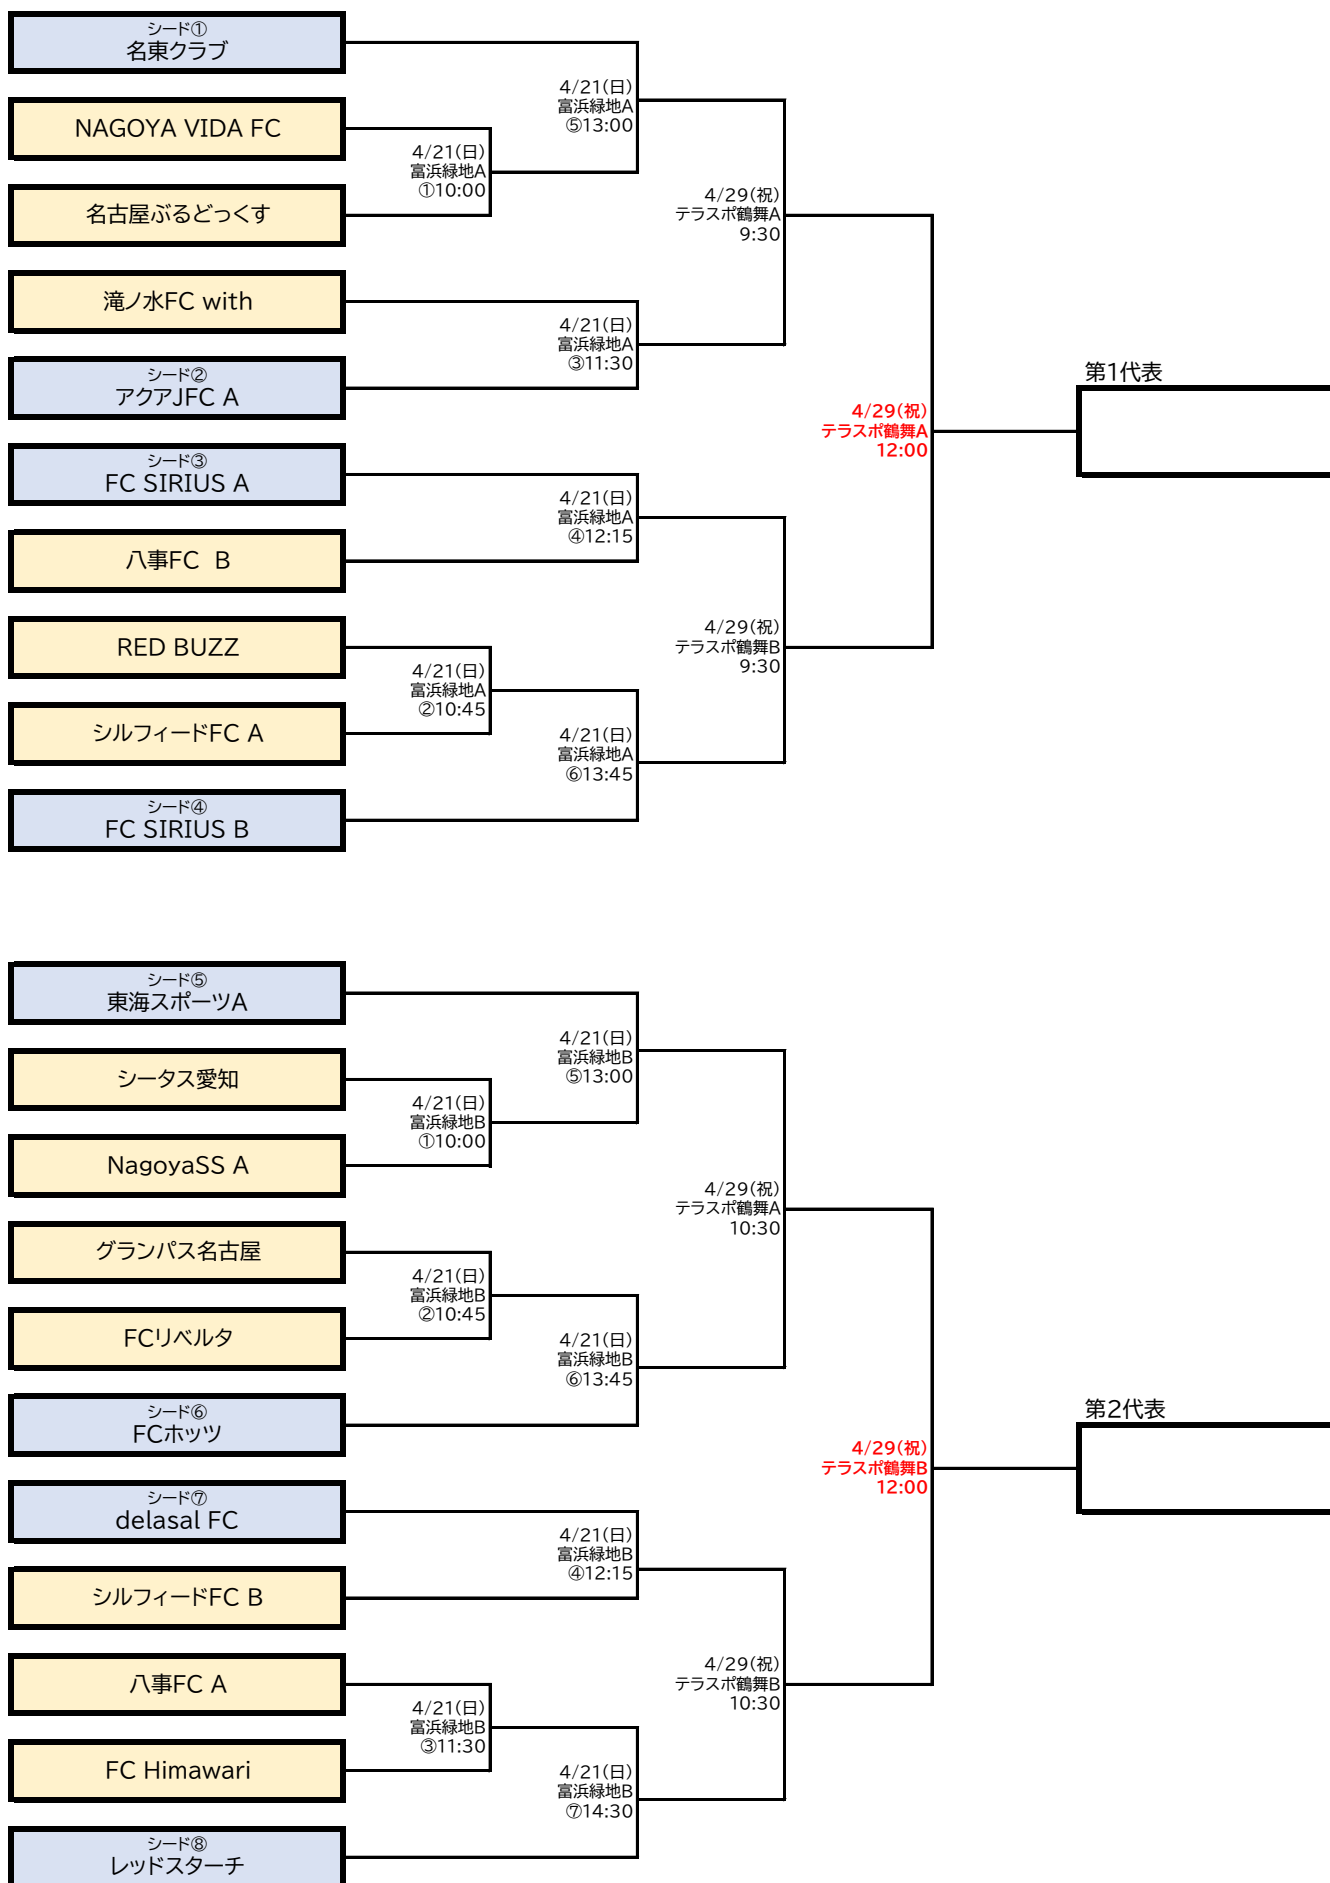 シード①
名東クラブ
4/21(日)
富浜緑地A
⑤13:00
NAGOYA VIDA FC
4/21(日)
富浜緑地A
①10:00
名古屋ぶるどっくす
4/29(祝)
テラスポ鶴舞A
9:30
滝ノ水FC with
4/21(日)
富浜緑地A
③11:30
シード②
アクアJFC A
第1代表
4/29(祝)
テラスポ鶴舞A
12:00
シード③
FC SIRIUS A
4/21(日)
富浜緑地A
④12:15
八事FC B
RED BUZZ
4/29(祝)
テラスポ鶴舞B
9:30
4/21(日)
富浜緑地A
②10:45
シルフィードFC A
4/21(日)
富浜緑地A
⑥13:45
シード④
FC SIRIUS B
シード⑤
東海スポーツA
4/21(日)
富浜緑地B
⑤13:00
シータス愛知
4/21(日)
富浜緑地B
①10:00
NagoyaSS A
4/29(祝)
テラスポ鶴舞A
10:30
グランパス名古屋
4/21(日)
富浜緑地B
②10:45
FCリベルタ
4/21(日)
富浜緑地B
⑥13:45
シード⑥
FCホッツ
第2代表
4/29(祝)
テラスポ鶴舞B
12:00
シード⑦
delasal FC
4/21(日)
富浜緑地B
④12:15
シルフィードFC B
八事FC A
4/29(祝)
テラスポ鶴舞B
10:30
4/21(日)
富浜緑地B
③11:30
FC Himawari
4/21(日)
富浜緑地B
⑦14:30
シード⑧
レッドスターチ